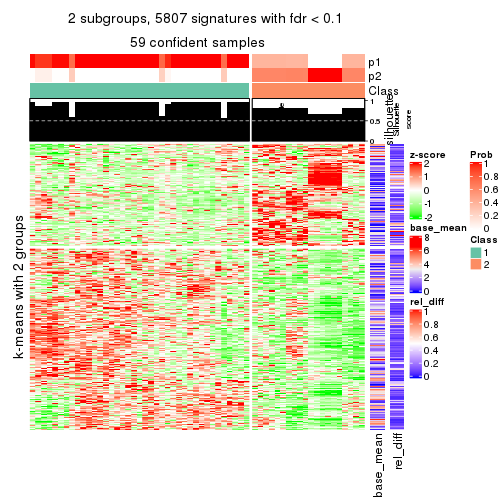 2 subgroups, 5807 signatures with fdr < 0.1
59 confident samples
p1
p2
Class
silhouette
Silhouette
score
1
0.5
0
k-means with 2 groups
base_mean
rel_diff
z-score
2
1
0
-1
-2
base_mean
8
6
4
2
0
rel_diff
1
0.8
0.6
0.4
0.2
0
Prob
1
0.8
0.6
0.4
0.2
0
Class
1
2